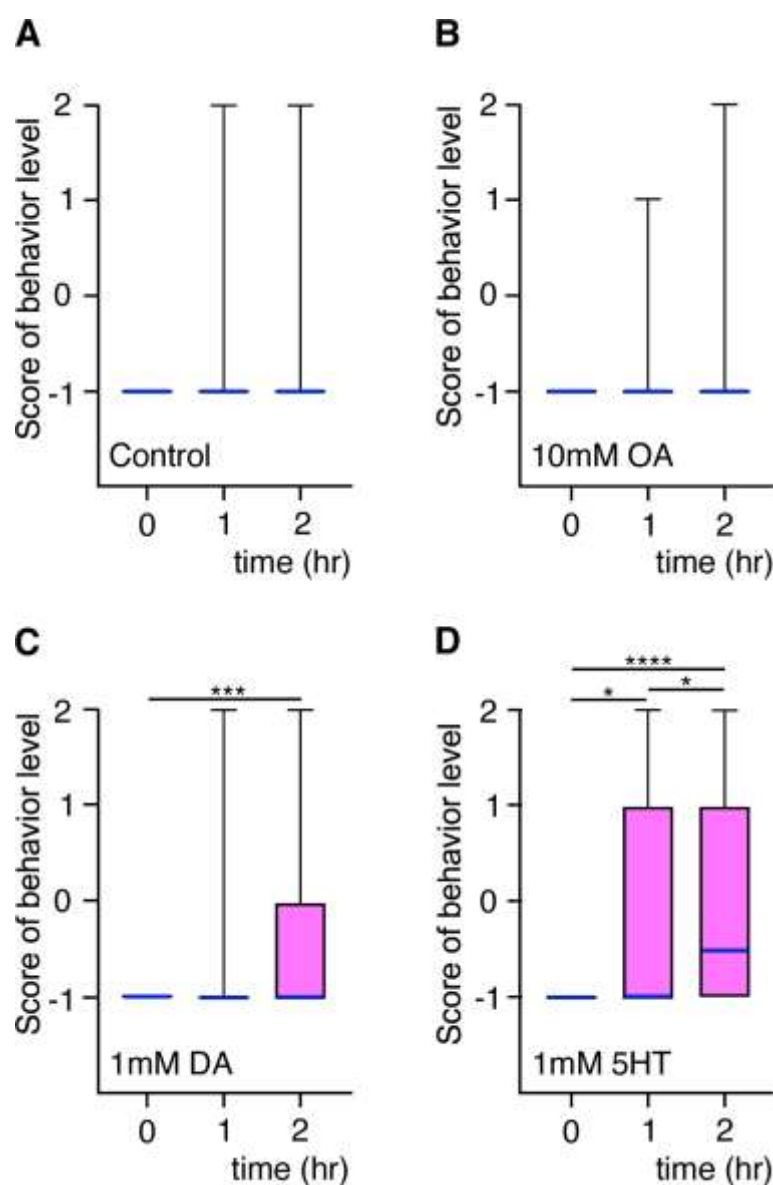 A
Score of behavior level
2
1
0
-1
Control
0 1 2
time (hr)
B
Score of behavior level
2
1
0
-1
10mM OA
0 1 2
time (hr)
C
Score of behavior level
***
2
1
0
-1
1mM DA
0 1 2
time (hr)
D
Score of behavior level
****
* *
2
1
0
-1
1mM 5HT
0 1 2
time (hr)